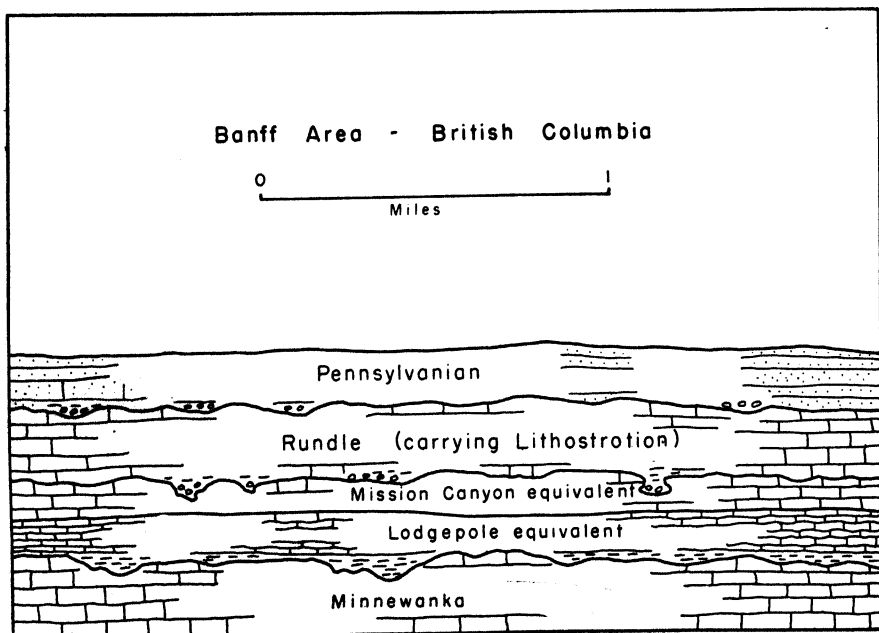 Banff Area - British Columbia
0 1
Miles
Pennsylvanian
Rundle (carrying Lithostrotion)
Mission Canyon equivalent
Lodgepole equivalent
Minnewanka